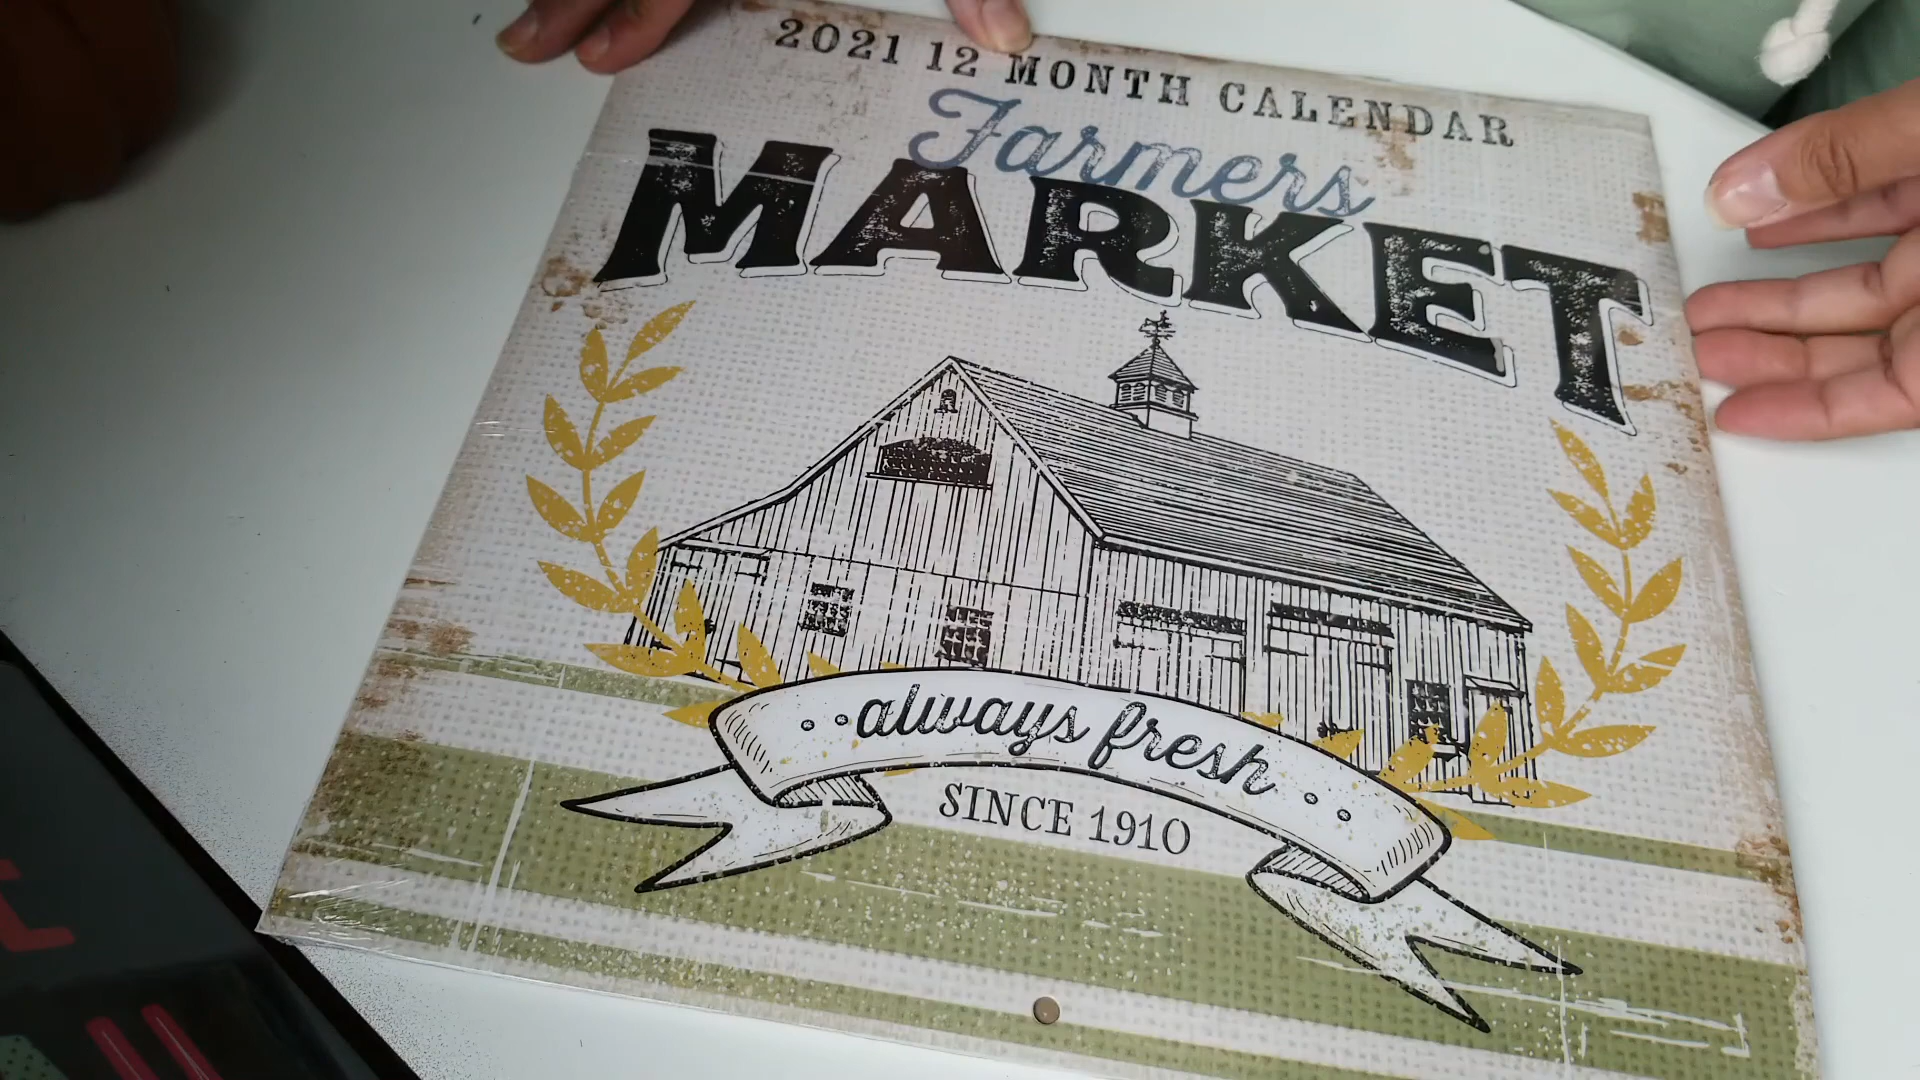 2021 12 MONTH CALENDAR
Farmers
MARKET
always fresh
SINCE 1910